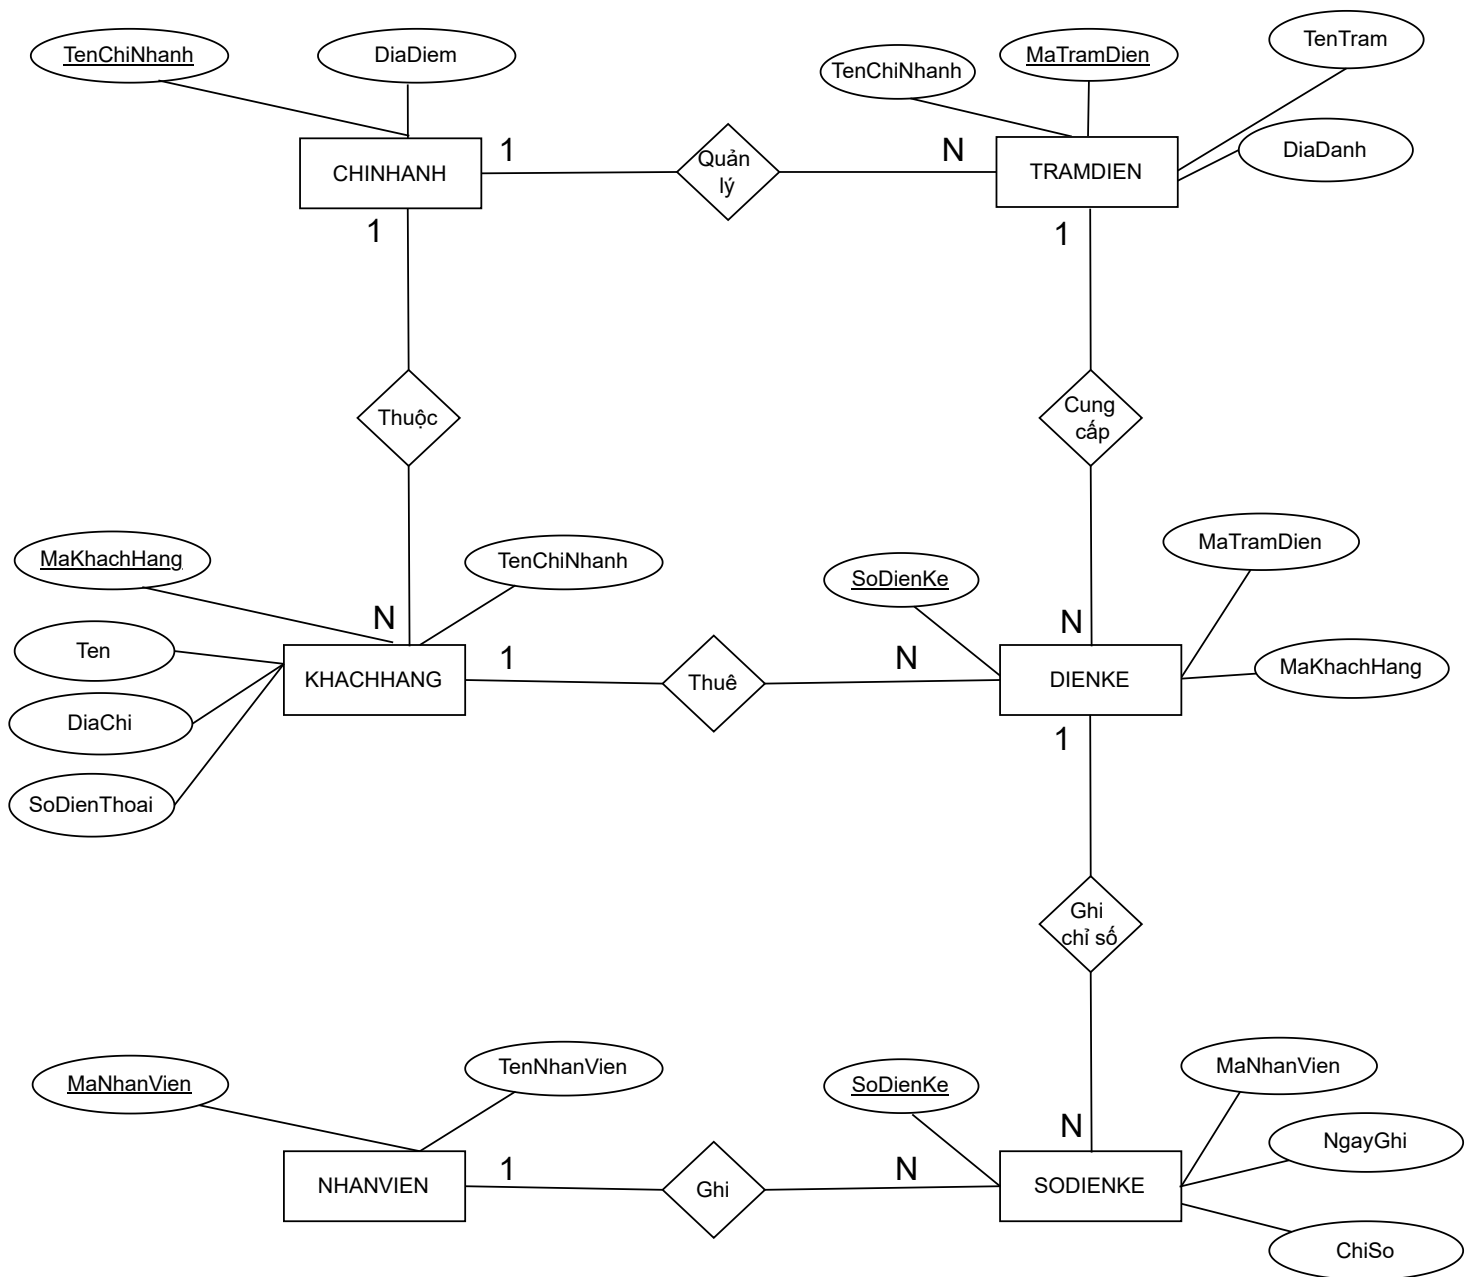 TenChiNhanh
DiaDiem
TenChiNhanh
MaTramDien
TenTram
DiaDanh
CHINHANH
1
Quản
lý
N
TRAMDIEN
1
1
Thuộc
Cung
cấp
MaKhachHang
TenChiNhanh
SoDienKe
MaTramDien
N
N
Ten
DiaChi
SoDienThoai
KHACHHANG
1
Thuê
N
DIENKE
MaKhachHang
1
Ghi
chỉ số
MaNhanVien
TenNhanVien
SoDienKe
MaNhanVien
N
NgayGhi
NHANVIEN
1
Ghi
N
SODIENKE
ChiSo